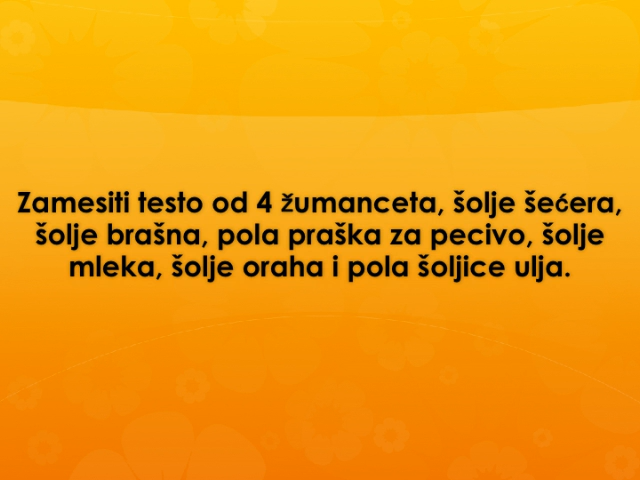 Zamesiti testo od 4 žumanceta, šolje šećera,
šolje brašna, pola praška za pecivo, šolje
mleka, šolje oraha i pola šoljice ulja.